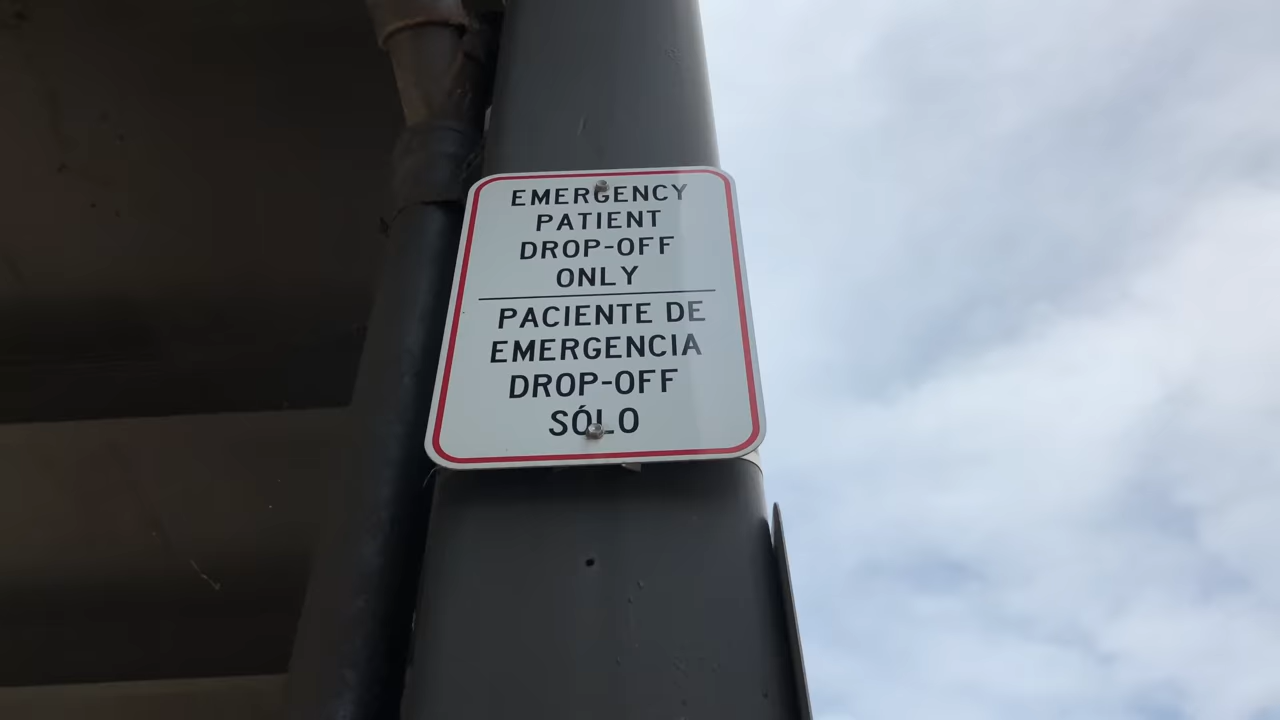 EMERGENCY
PATIENT
DROP-OFF
ONLY
PACIENTE DE
EMERGENCIA
DROP-OFF
SÓLO